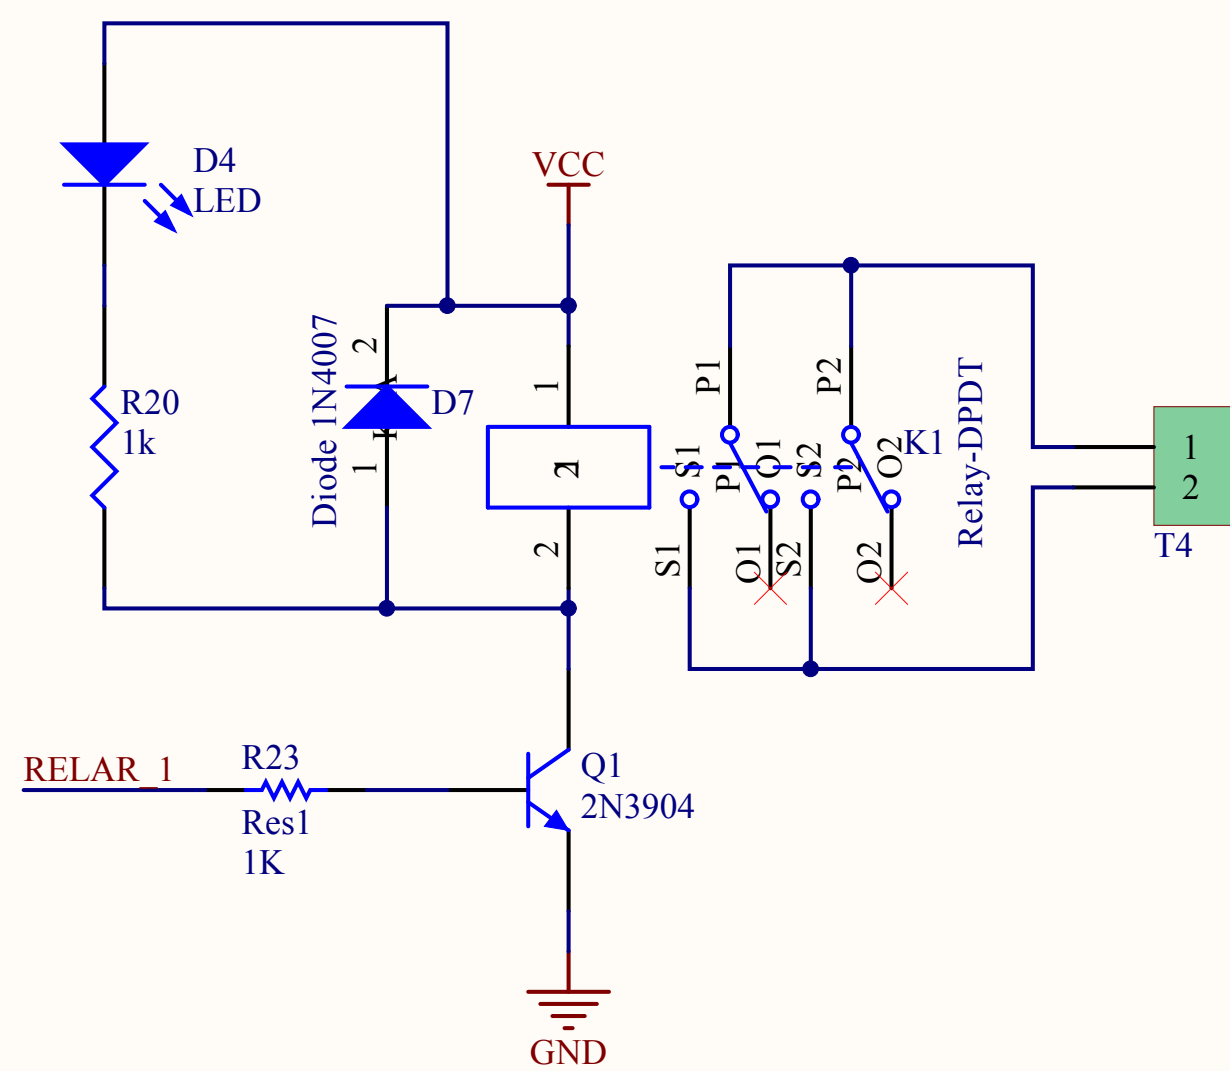 D4
LED
VCC
Diode 1N4007
2
1
D7
R20
1k
1
2
P1
P2
S1
P1
O1
S2
P2
O2
K1
Relay-DPDT
S1
O1
S2
O2
1
2
T4
RELAR_1
R23
Res1
1K
Q1
2N3904
GND